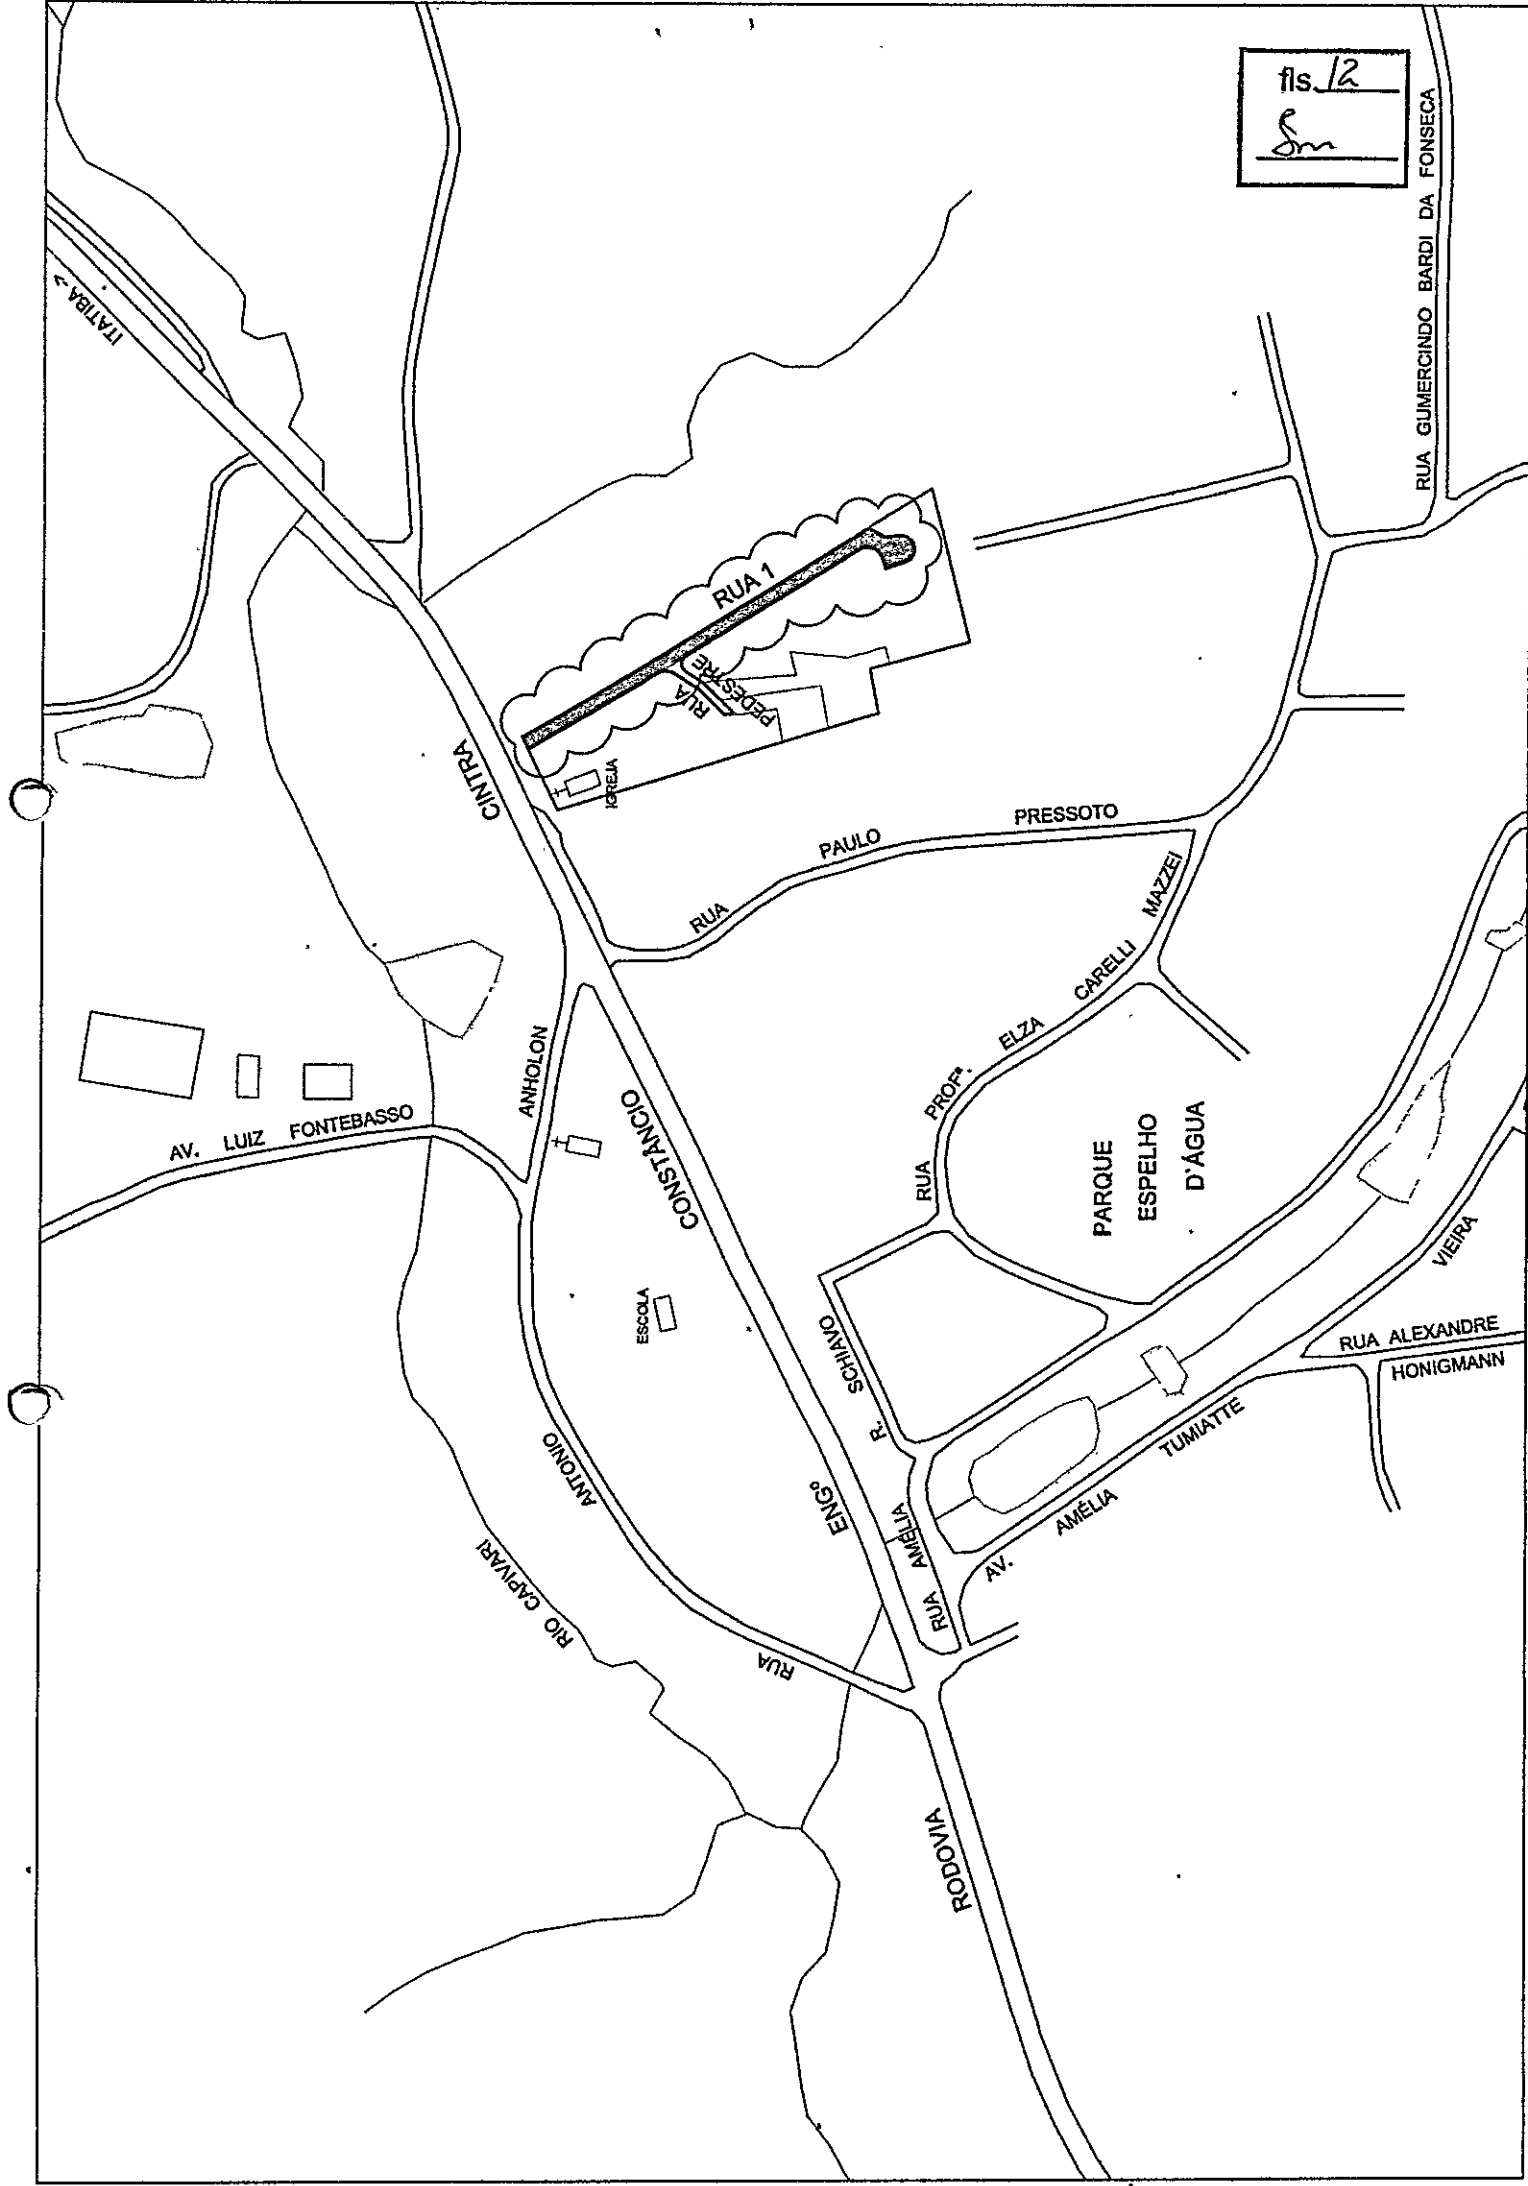 fls. 12
ITATIBA ->
RUA GUMERCINDO BARDI DA FONSECA
RUA 1
RUA PEDESTRE
IGREJA
RODOVIA ENGº CONSTÂNCIO CINTRA
RUA PAULO PRESSOTO
RUA PROFª. ELZA CARELLI MAZZEI
AV. LUIZ FONTEBASSO
RUA ANTONIO ANHOLON
ESCOLA
PARQUE
ESPELHO
D'ÁGUA
RIO CAPIVARI
R. SCHIAVO
RUA AMÉLIA
AV. AMÉLIA TUMIATTE VIEIRA
RUA ALEXANDRE
HONIGMANN